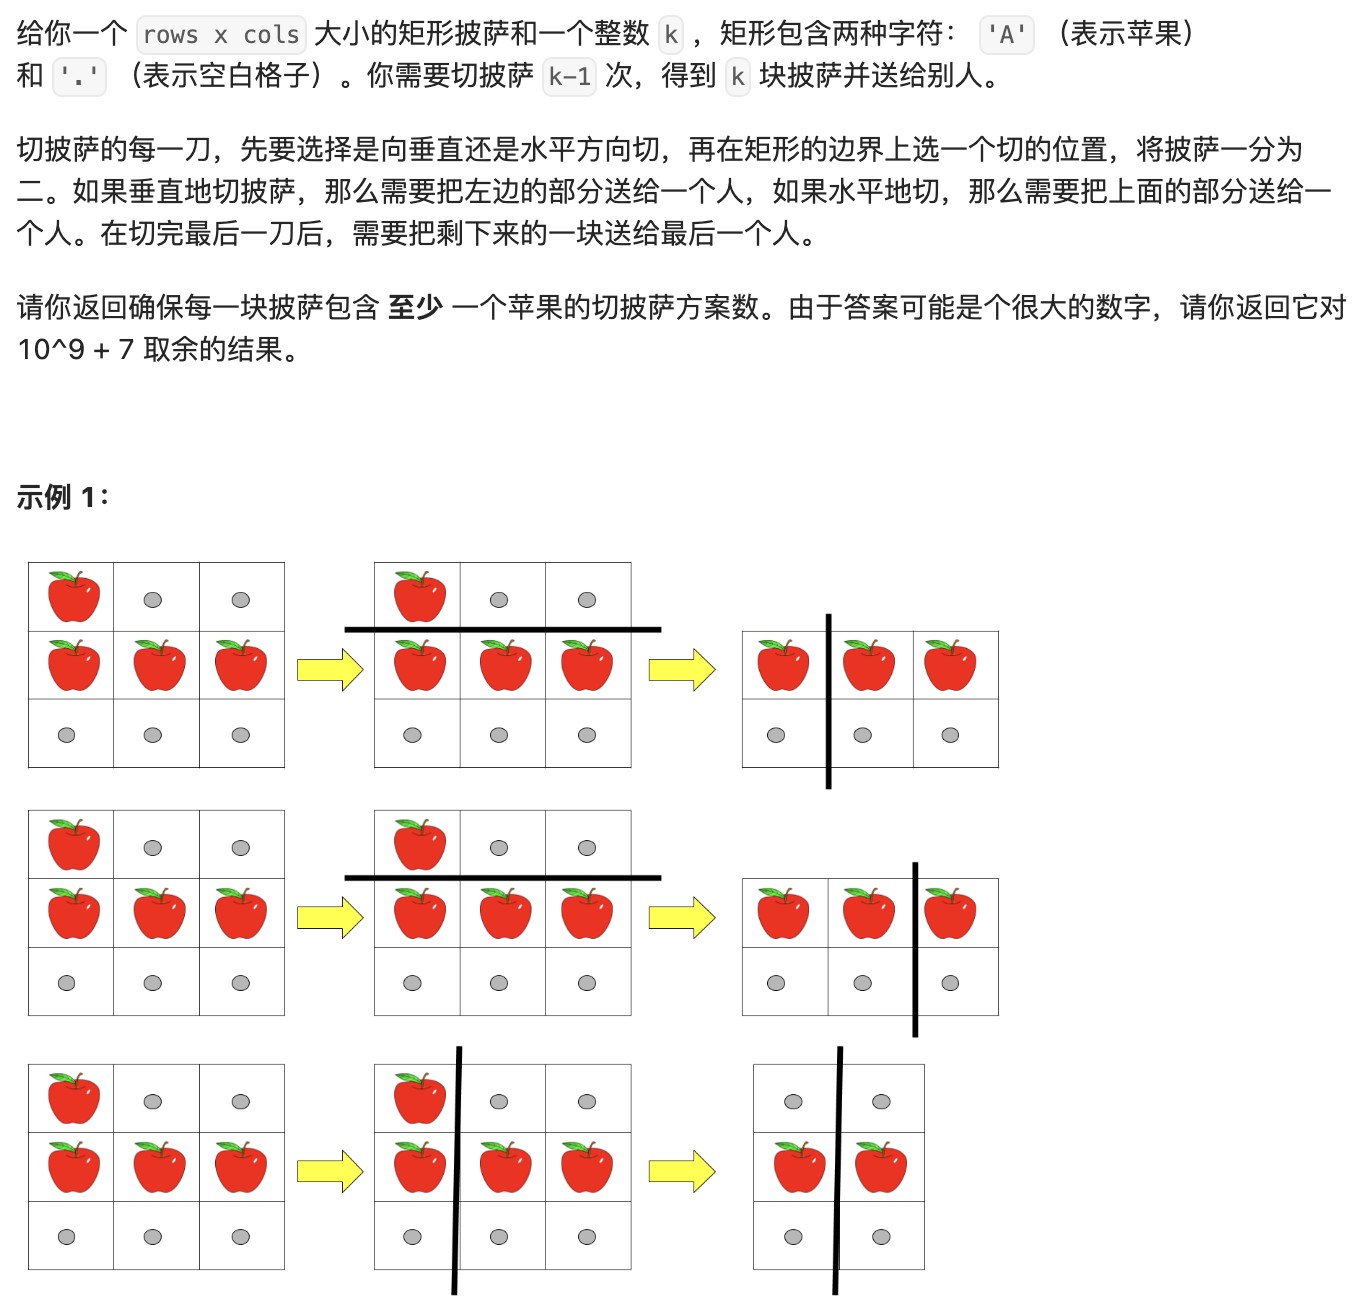 给你一个 rows x cols 大小的矩形披萨和一个整数 k ，矩形包含两种字符： 'A' （表示苹果）
和 '.' （表示空白格子）。你需要切披萨 k-1 次，得到 k 块披萨并送给别人。
切披萨的每一刀，先要选择是向垂直还是水平方向切，再在矩形的边界上选一个切的位置，将披萨一分为
二。如果垂直地切披萨，那么需要把左边的部分送给一个人，如果水平地切，那么需要把上面的部分送给一
个人。在切完最后一刀后，需要把剩下来的一块送给最后一个人。
请你返回确保每一块披萨包含 至少 一个苹果的切披萨方案数。由于答案可能是个很大的数字，请你返回它对
10^9 + 7 取余的结果。
示例 1：